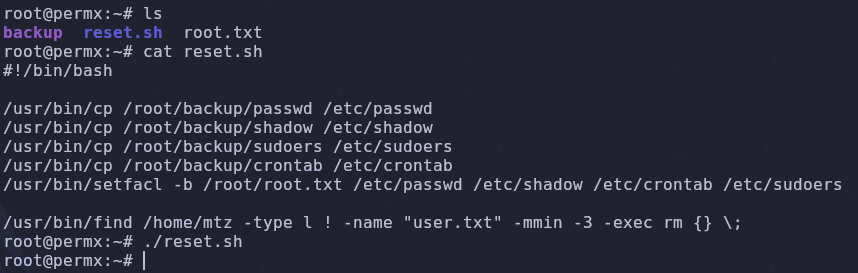 root@permx:~# ls
backup  reset.sh  root.txt
root@permx:~# cat reset.sh
#!/bin/bash
/usr/bin/cp /root/backup/passwd /etc/passwd
/usr/bin/cp /root/backup/shadow /etc/shadow
/usr/bin/cp /root/backup/sudoers /etc/sudoers
/usr/bin/cp /root/backup/crontab /etc/crontab
/usr/bin/setfacl -b /root/root.txt /etc/passwd /etc/shadow /etc/crontab /etc/sudoers
/usr/bin/find /home/mtz -type l ! -name "user.txt" -mmin -3 -exec rm {} \;
root@permx:~# ./reset.sh
root@permx:~#